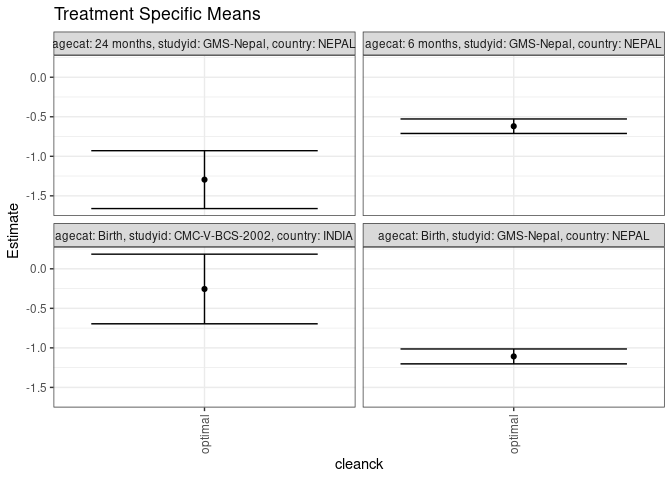 Treatment Specific Means
agecat: 24 months, studyid: GMS-Nepal, country: NEPAL
agecat: 6 months, studyid: GMS-Nepal, country: NEPAL
0.0
-0.5
-1.0
-1.5
agecat: Birth, studyid: CMC-V-BCS-2002, country: INDIA
agecat: Birth, studyid: GMS-Nepal, country: NEPAL
0.0
-0.5
-1.0
-1.5
Estimate
optimal
optimal
cleanck